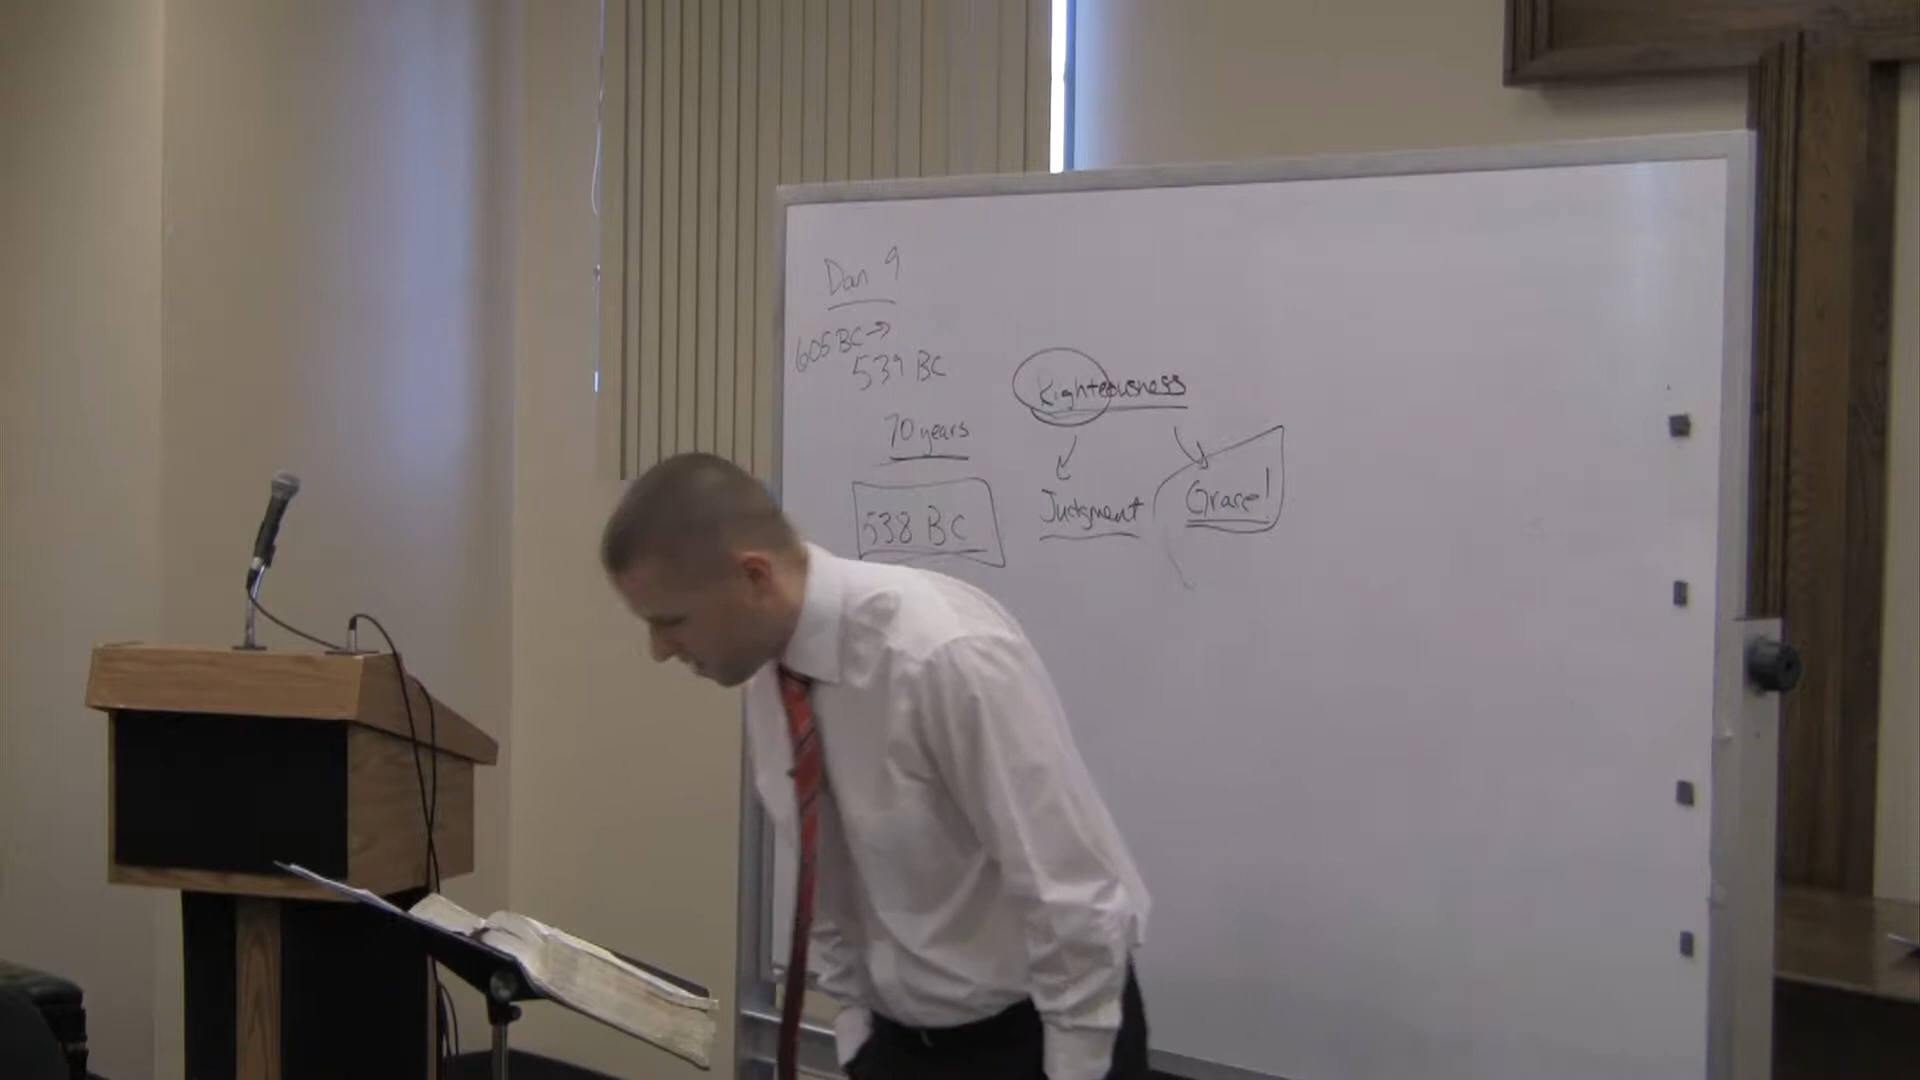 Dan 9
605 BC →
539 BC
70 years
538 BC
Righteousness
Judgment
Grace!